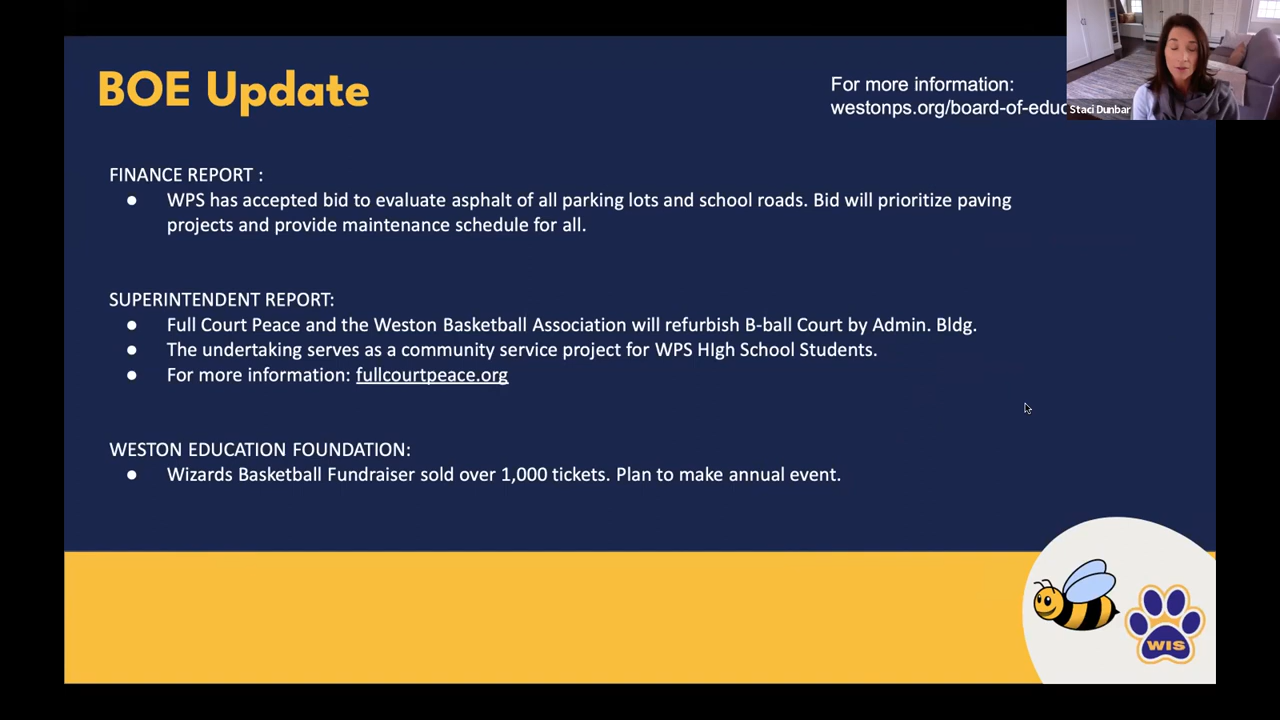 BOE Update
For more information:
westonps.org/board-of-educ
Staci Dunbar
FINANCE REPORT :
● WPS has accepted bid to evaluate asphalt of all parking lots and school roads. Bid will prioritize paving
projects and provide maintenance schedule for all.
SUPERINTENDENT REPORT:
● Full Court Peace and the Weston Basketball Association will refurbish B-ball Court by Admin. Bldg.
● The undertaking serves as a community service project for WPS HIgh School Students.
● For more information: fullcourtpeace.org
WESTON EDUCATION FOUNDATION:
● Wizards Basketball Fundraiser sold over 1,000 tickets. Plan to make annual event.
WIS